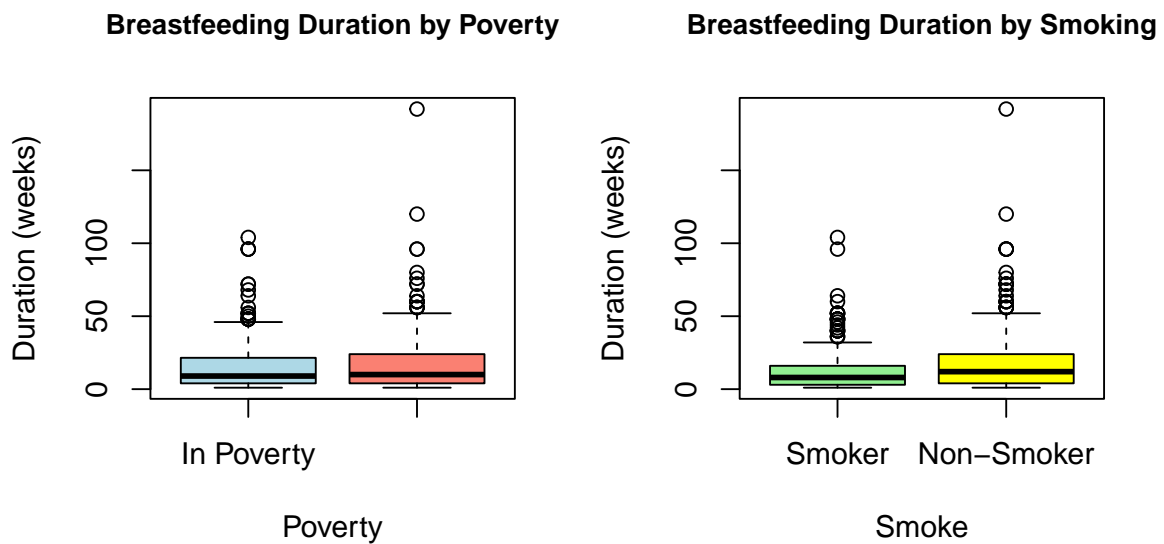 Breastfeeding Duration by Poverty
Duration (weeks)
100
50
0
In Poverty
Poverty
Breastfeeding Duration by Smoking
Duration (weeks)
100
50
0
Smoker Non−Smoker
Smoke